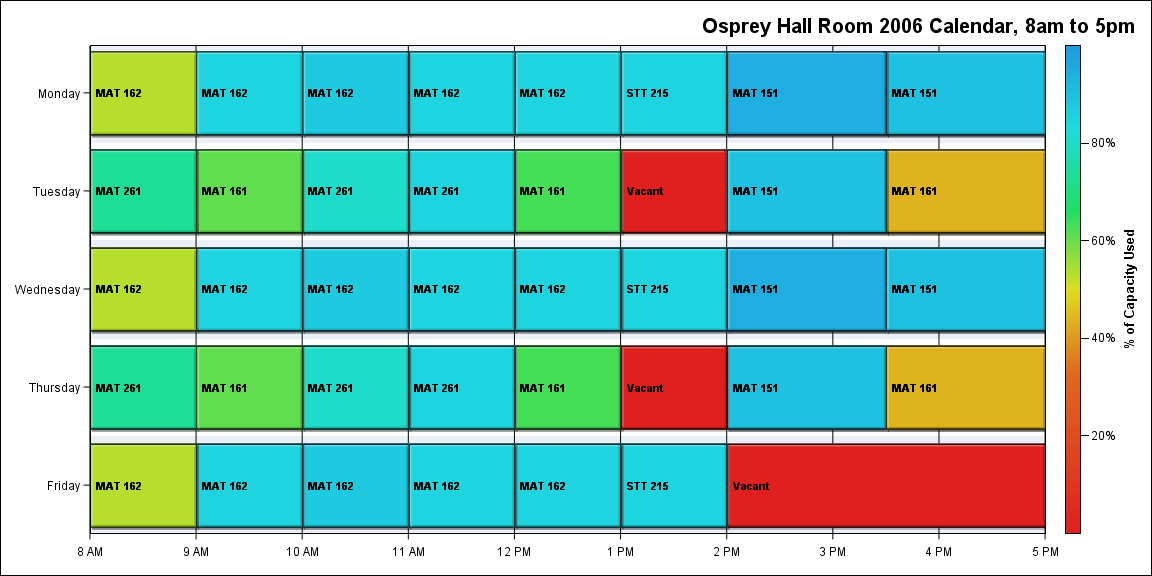 Osprey Hall Room 2006 Calendar, 8am to 5pm
Monday
MAT 162
MAT 162
MAT 162
MAT 162
MAT 162
STT 215
MAT 151
MAT 151
Tuesday
MAT 261
MAT 161
MAT 261
MAT 261
MAT 161
Vacant
MAT 151
MAT 161
Wednesday
MAT 162
MAT 162
MAT 162
MAT 162
MAT 162
STT 215
MAT 151
MAT 151
Thursday
MAT 261
MAT 161
MAT 261
MAT 261
MAT 161
Vacant
MAT 151
MAT 161
Friday
MAT 162
MAT 162
MAT 162
MAT 162
MAT 162
STT 215
Vacant
8 AM
9 AM
10 AM
11 AM
12 PM
1 PM
2 PM
3 PM
4 PM
5 PM
80%
60%
40%
20%
% of Capacity Used